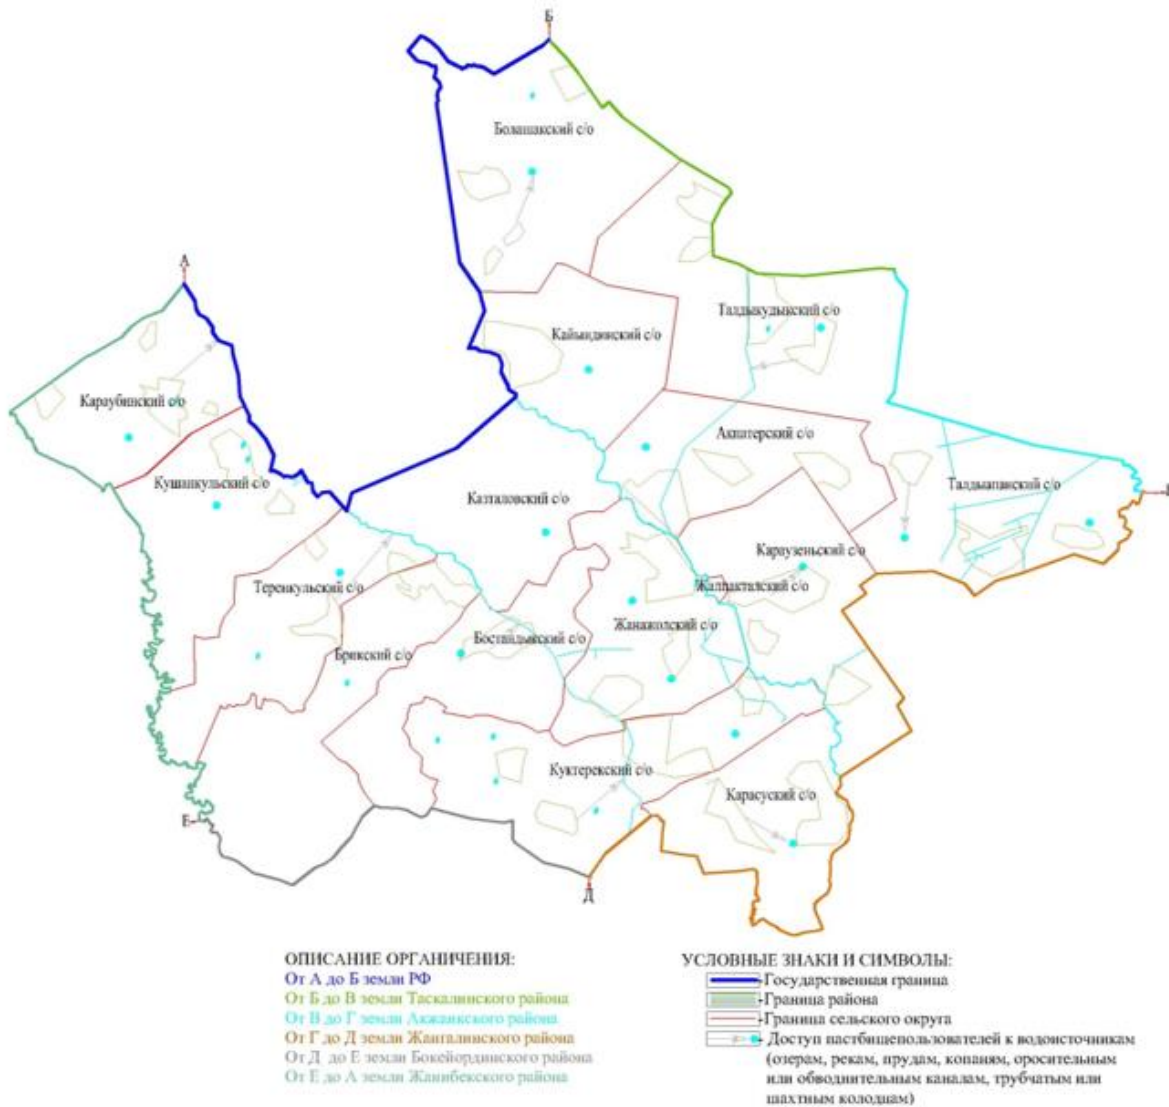 Б
Болашакский с/о
А
Талдыкудыкский с/о
Кайындинский с/о
Караубинский с/о
Акпатерский с/о
Кушанкульский с/о
Казталовский с/о
Талдыапанский с/о
Г
Караузеньский с/о
Теренкульский с/о
Жалпакталский с/о
Жанажолский с/о
Бостандыкский с/о
Брикский с/о
Куктерекский с/о
Карасуский с/о
Е
Д
ОПИСАНИЕ ОРГАНИЧЕНИЯ:
От А до Б земли РФ
От Б до В земли Таскалинского района
От В до Г земли Акжаикского района
От Г до Д земли Жангалинского района
От Д до Е земли Бокейординского района
От Е до А земли Жанибекского района
УСЛОВНЫЕ ЗНАКИ И СИМВОЛЫ:
-Государственная граница
-Граница района
-Граница сельского округа
- Доступ пастбищепользователей к водоисточникам
(озерам, рекам, прудам, копаням, оросительным
или обводнительным каналам, трубчатым или
шахтным колодцам)